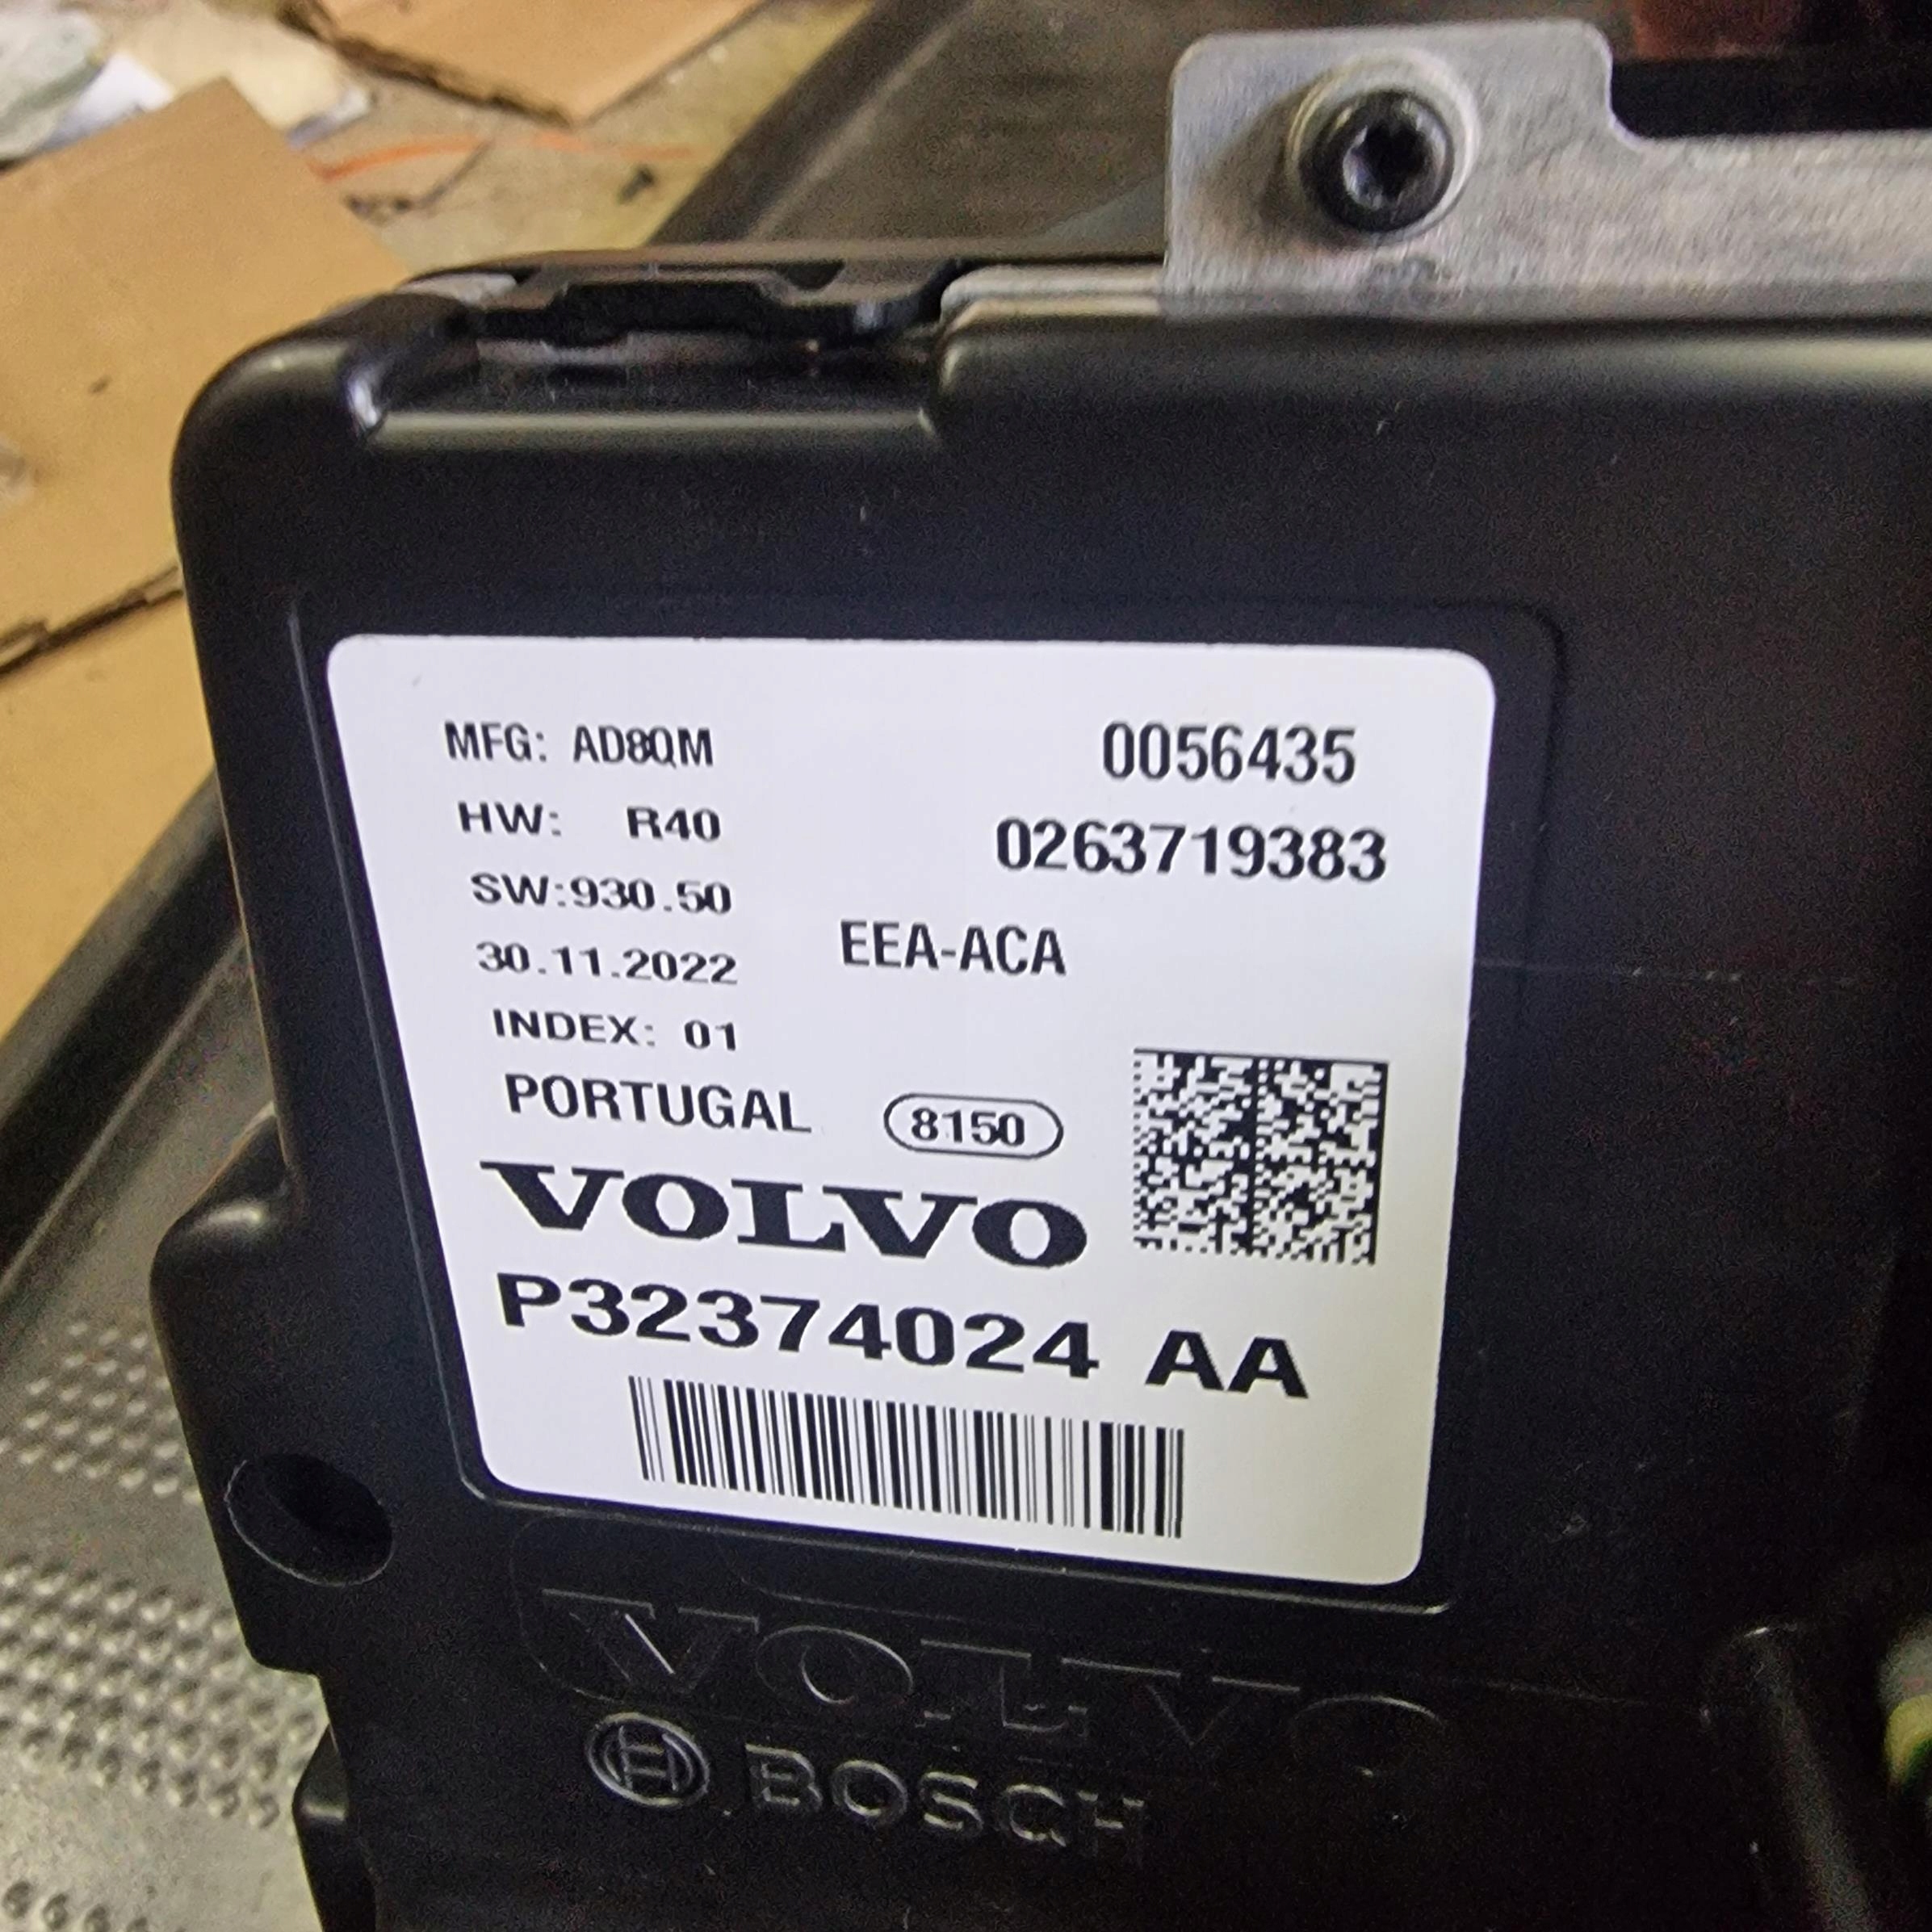 MFG: AD8QM
0056435
HW: R40
0263719383
SW:930.50
EEA-ACA
30.11.2022
INDEX: 01
PORTUGAL
8150
VOLVO
P32374024 AA
VOLVO
BOSCH